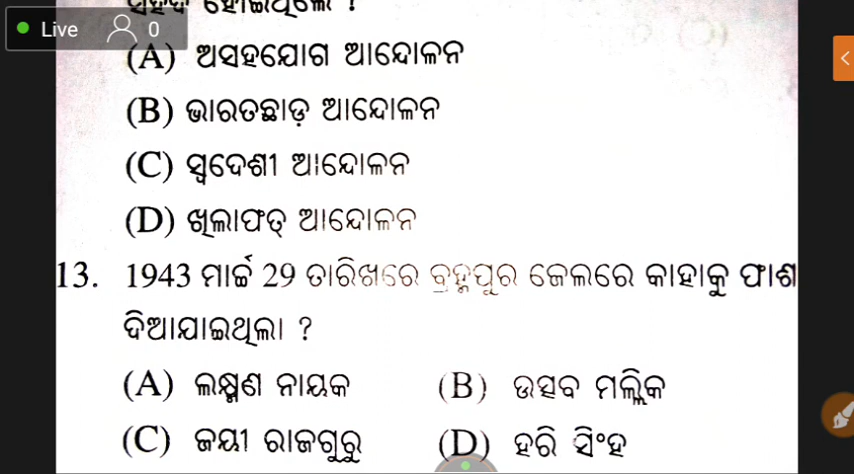 Live 0
(A) ଅସହଯୋଗ ଆନ୍ଦୋଳନ
(B) ଭାରତଛାଡ଼ ଆନ୍ଦୋଳନ
(C) ସ୍ୱଦେଶୀ ଆନ୍ଦୋଳନ
(D) ଖିଲାଫତ୍ ଆନ୍ଦୋଳନ
13. 1943 ମାର୍ଚ୍ଚ 29 ତାରିଖରେ ବ୍ରହ୍ମପୁର ଜେଲରେ କାହାକୁ ଫାଶ
ଦିଆଯାଇଥିଲା ?
(A) ଲକ୍ଷ୍ମଣ ନାୟକ (B) ଉତ୍ସବ ମଲ୍ଲିକ
(C) ଜୟୀ ରାଜଗୁରୁ (D) ହରି ସିଂହ